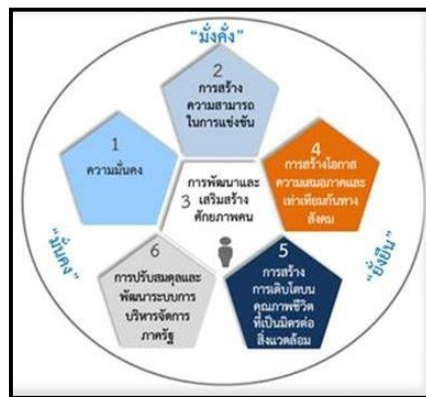 “มั่งคั่ง”
2
การสร้าง
ความสามารถ
ในการแข่งขัน
1
ความมั่นคง
4
การสร้างโอกาส
ความเสมอภาคและ
เท่าเทียมกันทาง
สังคม
การพัฒนาและ
3 เสริมสร้าง
ศักยภาพคน
“มั่นคง”
“ยั่งยืน”
6
การปรับสมดุลและ
พัฒนาระบบการ
บริหารจัดการ
ภาครัฐ
5
การสร้าง
การเติบโตบน
คุณภาพชีวิต
ที่เป็นมิตรต่อ
สิ่งแวดล้อม